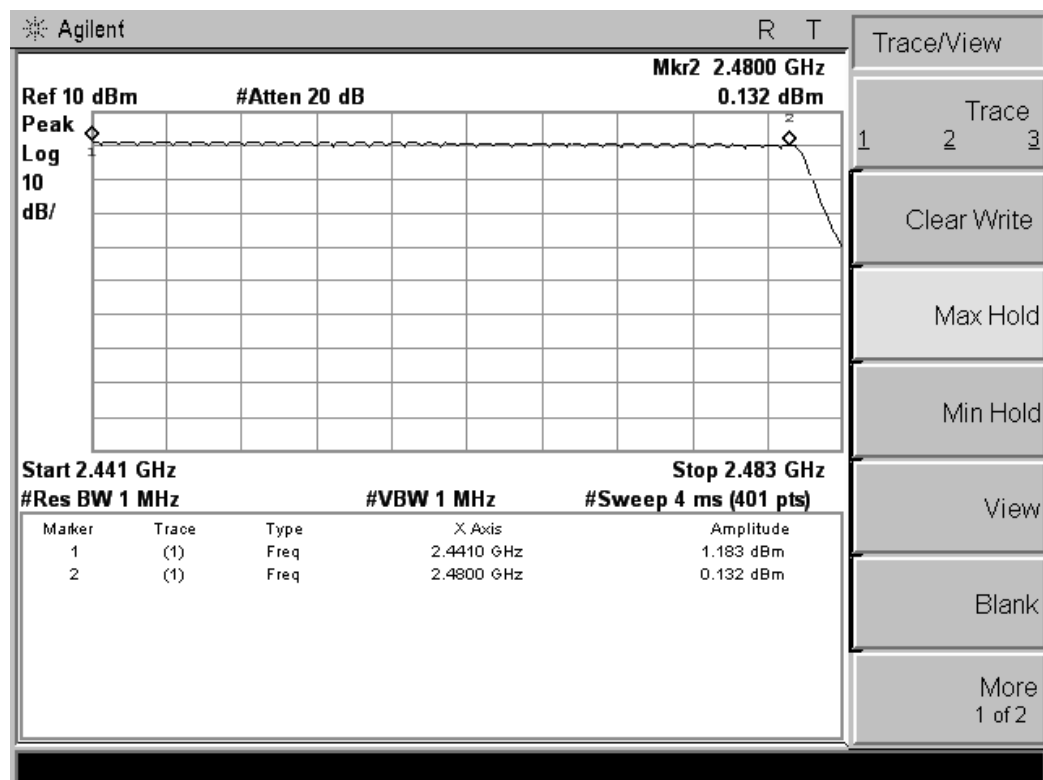 Agilent
R T
Mkr2 2.4800 GHz
Ref 10 dBm #Atten 20 dB 0.132 dBm
Peak
Log
10
dB/
1
2
Start 2.441 GHz Stop 2.483 GHz
#Res BW 1 MHz #VBW 1 MHz #Sweep 4 ms (401 pts)
Marker Trace Type X Axis Amplitude
1 (1) Freq 2.4410 GHz 1.183 dBm
2 (1) Freq 2.4800 GHz 0.132 dBm
Trace/View
Trace
1 2 3
Clear Write
Max Hold
Min Hold
View
Blank
More
1 of 2